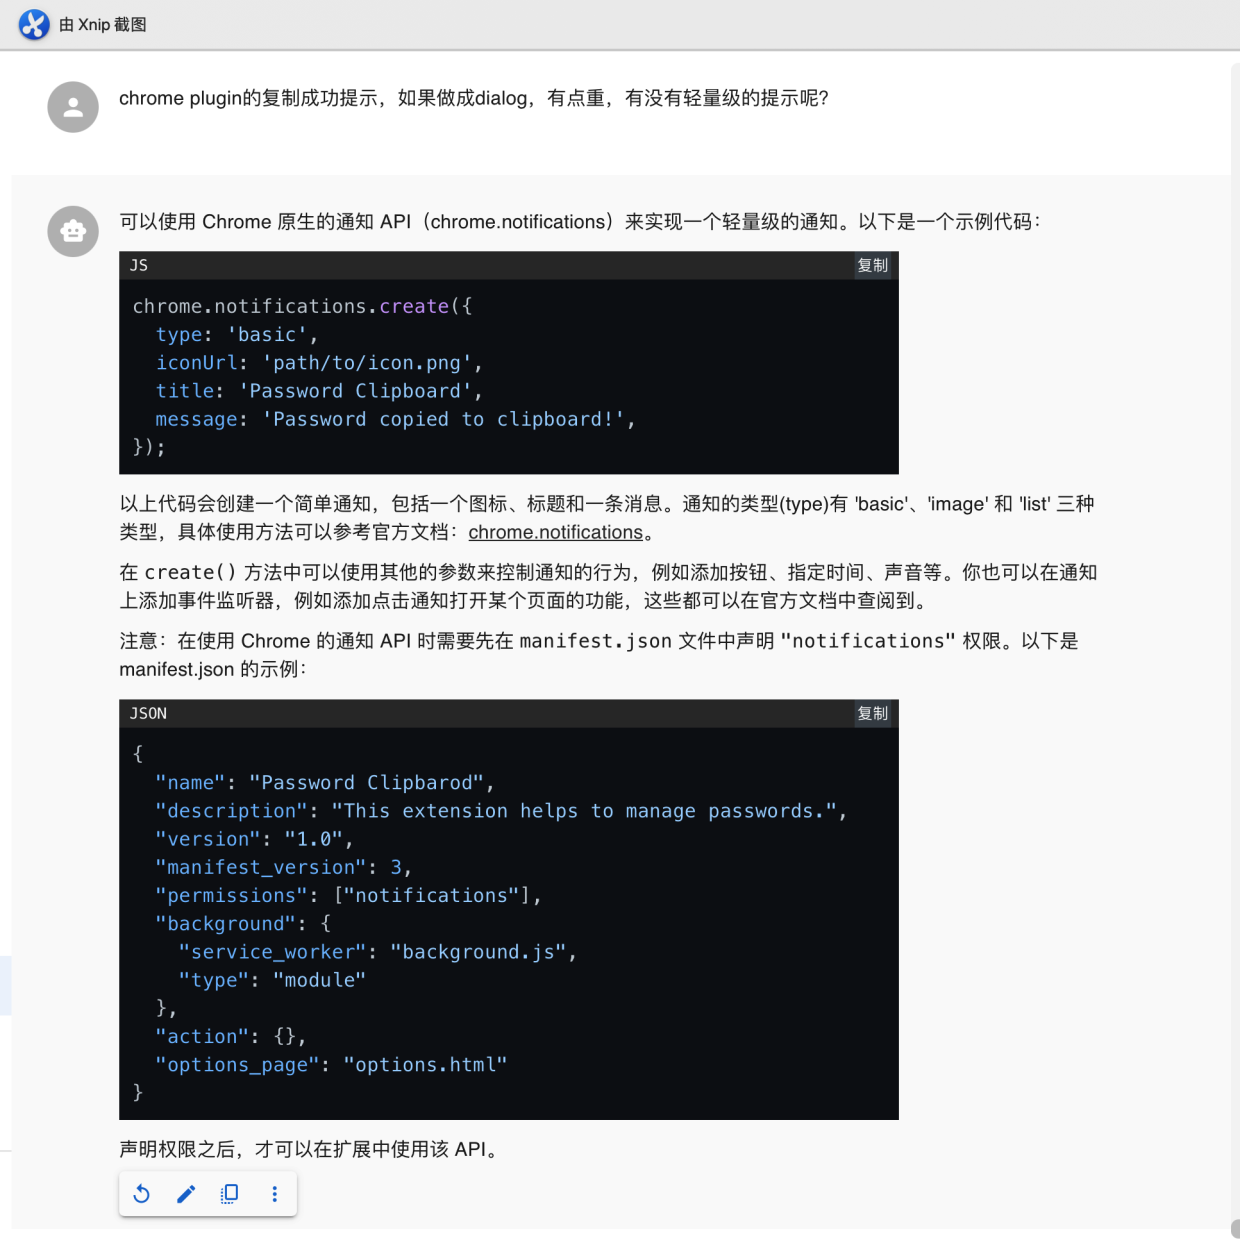 由 Xnip 截图
chrome plugin的复制成功提示，如果做成dialog，有点重，有没有轻量级的提示呢?
可以使用 Chrome 原生的通知 API（chrome.notifications）来实现一个轻量级的通知。以下是一个示例代码：
JS 复制
chrome.notifications.create({
  type: 'basic',
  iconUrl: 'path/to/icon.png',
  title: 'Password Clipboard',
  message: 'Password copied to clipboard!',
});
以上代码会创建一个简单通知，包括一个图标、标题和一条消息。通知的类型(type)有 'basic'、'image' 和 'list' 三种
类型，具体使用方法可以参考官方文档：chrome.notifications。
在 create() 方法中可以使用其他的参数来控制通知的行为，例如添加按钮、指定时间、声音等。你也可以在通知
上添加事件监听器，例如添加点击通知打开某个页面的功能，这些都可以在官方文档中查阅到。
注意：在使用 Chrome 的通知 API 时需要先在 manifest.json 文件中声明 "notifications" 权限。以下是
manifest.json 的示例：
JSON 复制
{
  "name": "Password Clipbarod",
  "description": "This extension helps to manage passwords.",
  "version": "1.0",
  "manifest_version": 3,
  "permissions": ["notifications"],
  "background": {
    "service_worker": "background.js",
    "type": "module"
  },
  "action": {},
  "options_page": "options.html"
}
声明权限之后，才可以在扩展中使用该 API。